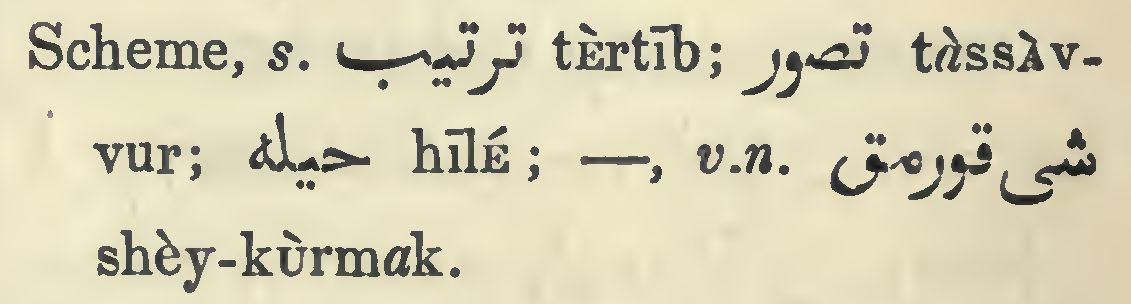 Scheme, s. ترتیب tÈrtīb; تصور tàssÀv-
vur; حیله hīlÉ; —, v.n. شی قورمق
shèy-kùrmak.